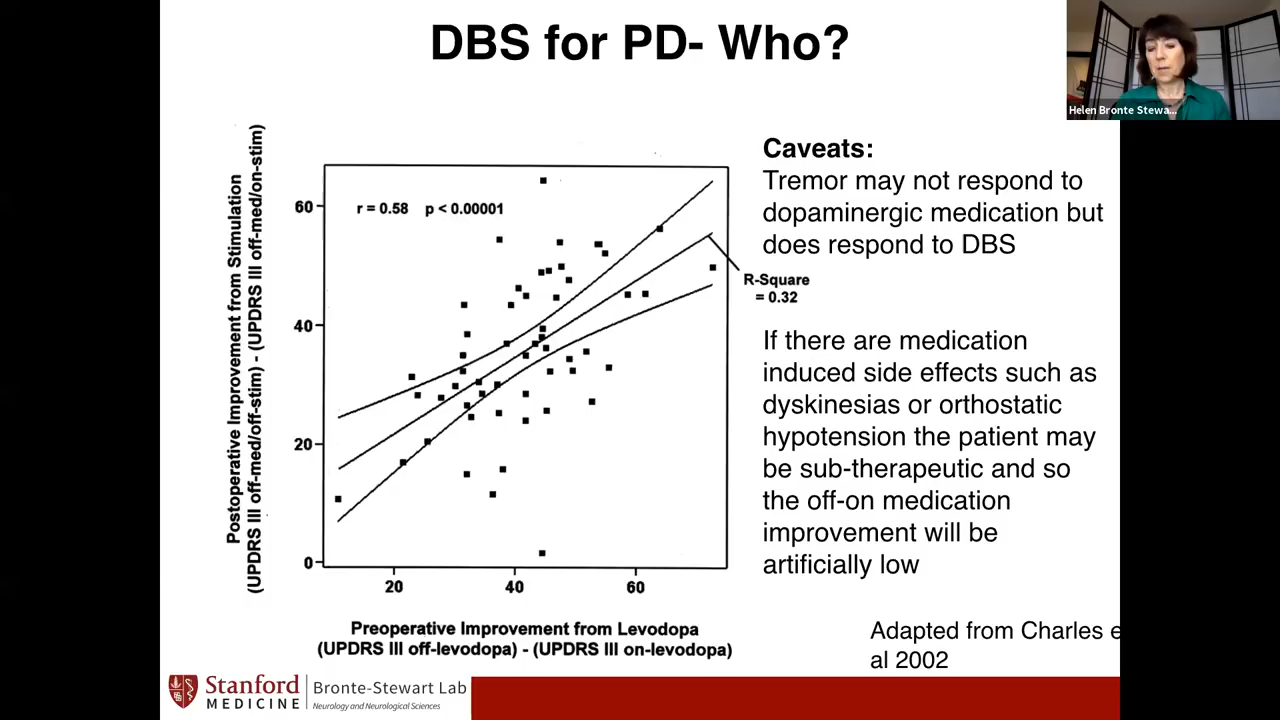 DBS for PD- Who?
Helen Bronte Stewa...
Postoperative Improvement from Stimulation
(UPDRS III off-med/off-stim) - (UPDRS III off-med/on-stim)
60
40
20
0
r = 0.58 p < 0.00001
R-Square
= 0.32
20 40 60
Preoperative Improvement from Levodopa
(UPDRS III off-levodopa) - (UPDRS III on-levodopa)
Caveats:
Tremor may not respond to
dopaminergic medication but
does respond to DBS
If there are medication
induced side effects such as
dyskinesias or orthostatic
hypotension the patient may
be sub-therapeutic and so
the off-on medication
improvement will be
artificially low
Adapted from Charles e
al 2002
Stanford
MEDICINE
Bronte-Stewart Lab
Neurology and Neurological Sciences